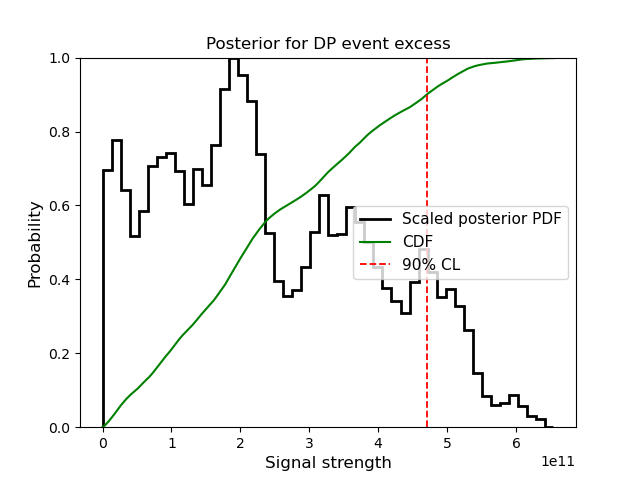 Posterior for DP event excess
1.0
0.8
0.6
0.4
0.2
0.0
Probability
Scaled posterior PDF
CDF
90% CL
0 1 2 3 4 5 6
1e11
Signal strength